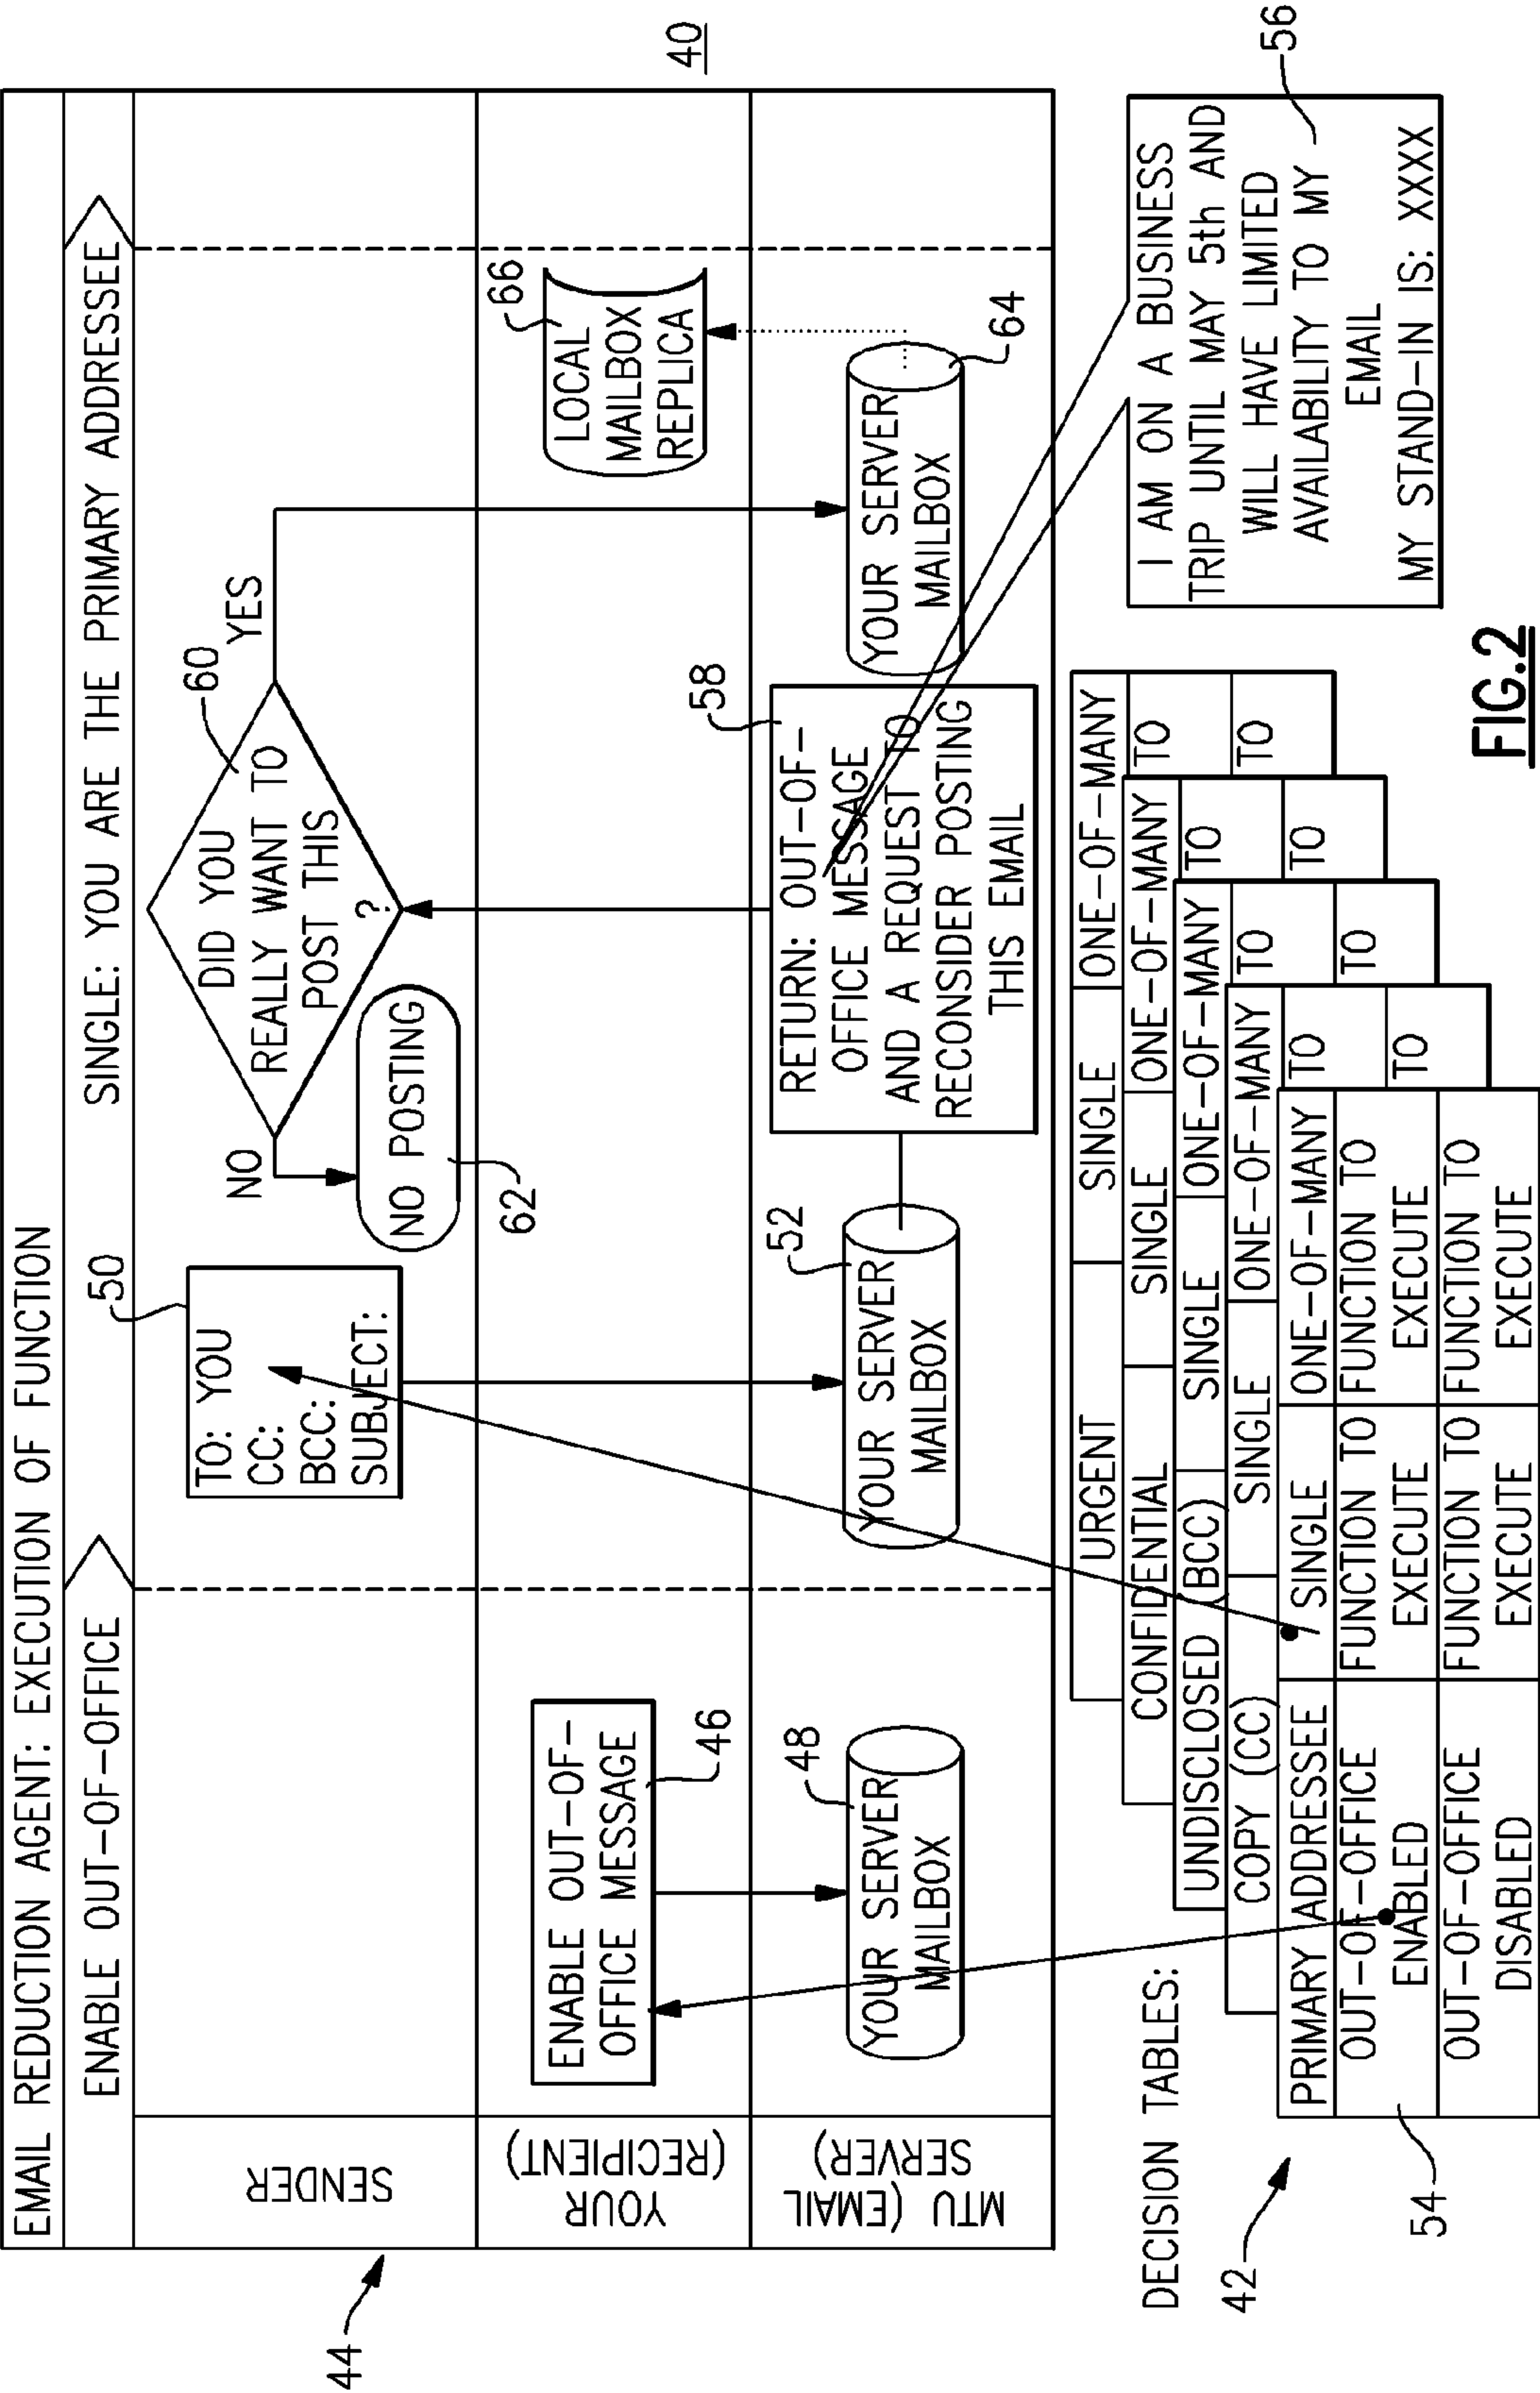 EMAIL REDUCTION AGENT: EXECUTION OF FUNCTION
ENABLE OUT-OF-OFFICE
SINGLE: YOU ARE THE PRIMARY ADDRESSEE
44
SENDER
YOUR
(RECIPIENT)
MTU (EMAIL
SERVER)
40
ENABLE OUT-OF-
OFFICE MESSAGE
46
YOUR SERVER
MAILBOX
48
50
TO: YOU
CC:
BCC:
SUBJECT:
YOUR SERVER
MAILBOX
52
NO
NO POSTING
62
DID YOU
REALLY WANT TO
POST THIS
?
60
YES
RETURN: OUT-OF-
OFFICE MESSAGE
AND A REQUEST TO
RECONSIDER POSTING
THIS EMAIL
58
YOUR SERVER
MAILBOX
64
LOCAL
MAILBOX
REPLICA
66
DECISION TABLES:
42
54
URGENT
SINGLE
ONE-OF-MANY
TO
TO
CONFIDENTIAL
SINGLE
ONE-OF-MANY
TO
TO
UNDISCLOSED (BCC)
SINGLE
ONE-OF-MANY
TO
TO
COPY (CC)
SINGLE
ONE-OF-MANY
TO
TO
PRIMARY ADDRESSEE
SINGLE
ONE-OF-MANY
OUT-OF-OFFICE
ENABLED
FUNCTION TO
EXECUTE
FUNCTION TO
EXECUTE
OUT-OF-OFFICE
DISABLED
FUNCTION TO
EXECUTE
FUNCTION TO
EXECUTE
I AM ON A BUSINESS
TRIP UNTIL MAY 5th AND
WILL HAVE LIMITED
AVAILABILITY TO MY
EMAIL
MY STAND-IN IS: XXXX
56
FIG.2